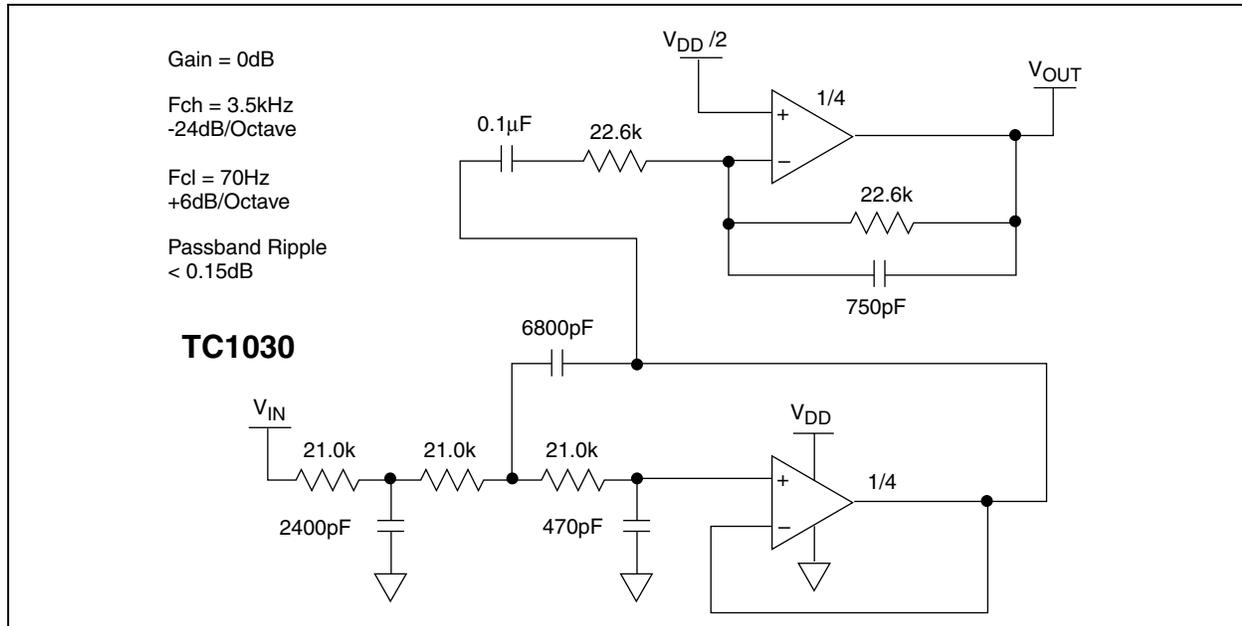 Gain = 0dB
Fch = 3.5kHz
-24dB/Octave
Fcl = 70Hz
+6dB/Octave
Passband Ripple
< 0.15dB
TC1030
VDD /2
VOUT
1/4
+
−
0.1μF
22.6k
22.6k
750pF
6800pF
VIN
21.0k
21.0k
21.0k
2400pF
470pF
VDD
1/4
+
−